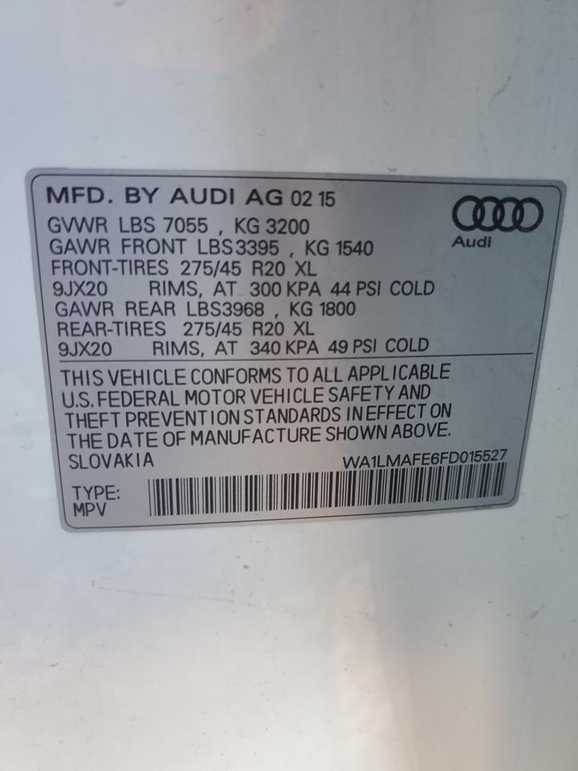 MFD. BY AUDI AG 02 15
Audi
GVWR LBS 7055 , KG 3200
GAWR FRONT LBS3395 , KG 1540
FRONT-TIRES 275/45 R20 XL
9JX20 RIMS, AT 300 KPA 44 PSI COLD
GAWR REAR LBS3968 , KG 1800
REAR-TIRES 275/45 R20 XL
9JX20 RIMS, AT 340 KPA 49 PSI COLD
THIS VEHICLE CONFORMS TO ALL APPLICABLE
U.S. FEDERAL MOTOR VEHICLE SAFETY AND
THEFT PREVENTION STANDARDS IN EFFECT ON
THE DATE OF MANUFACTURE SHOWN ABOVE.
SLOVAKIA WA1LMAFE6FD015527
TYPE:
MPV